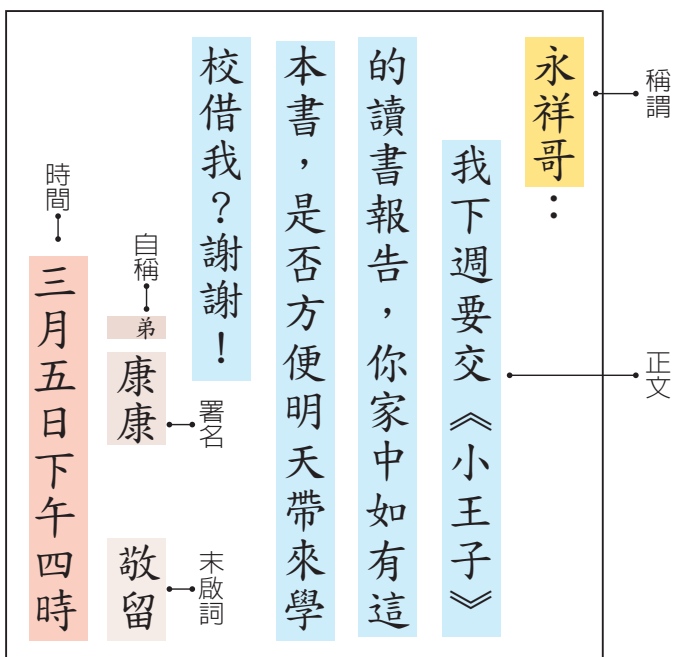 永祥哥：
稱謂
我下週要交《小王子》
的讀書報告，你家中如有這
本書，是否方便明天帶來學
校借我？謝謝！
正文
自稱
弟
康康
署名
敬留
末啟詞
時間
三月五日下午四時